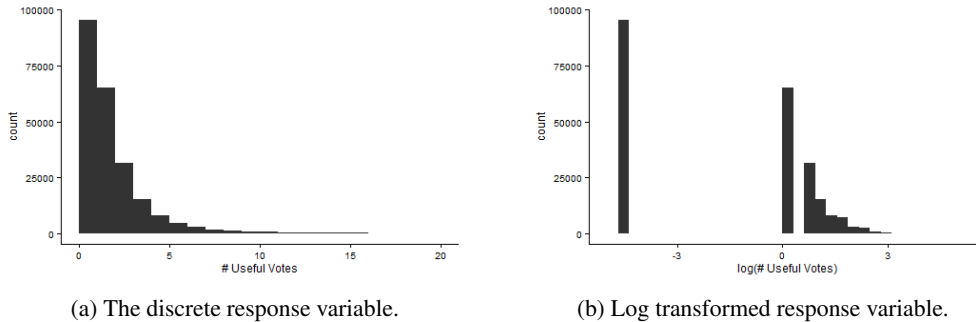 100000
75000
50000
25000
0
count
0 5 10 15 20
# Useful Votes
(a) The discrete response variable.
100000
75000
50000
25000
0
count
-3 0 3
log(# Useful Votes)
(b) Log transformed response variable.